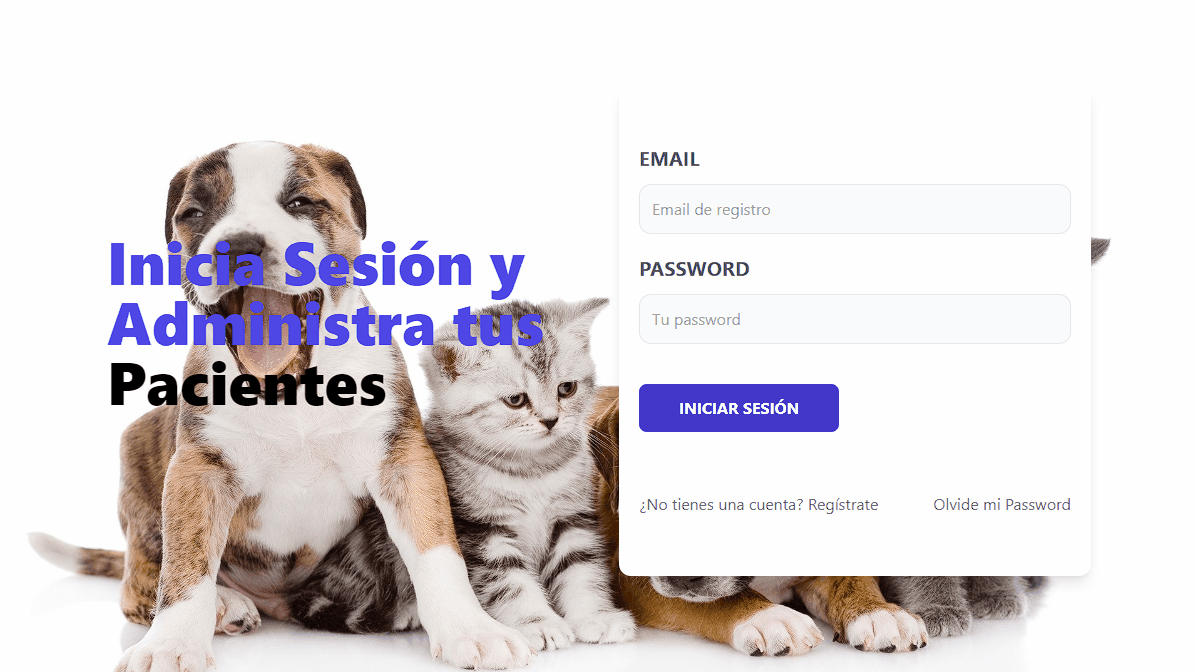 Inicia Sesión y
Administra tus
Pacientes
EMAIL
Email de registro
PASSWORD
Tu password
INICIAR SESIÓN
¿No tienes una cuenta? Regístrate
Olvide mi Password